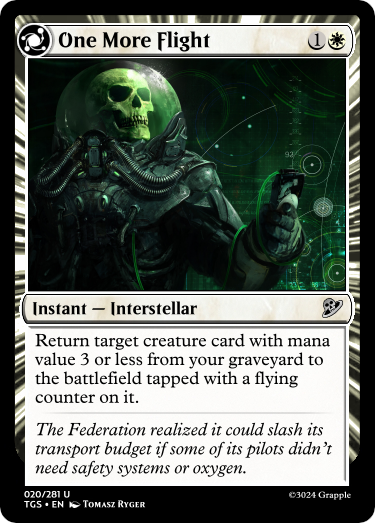 One More Flight 1
Instant — Interstellar
Return target creature card with mana
value 3 or less from your graveyard to
the battlefield tapped with a flying
counter on it.
The Federation realized it could slash its
transport budget if some of its pilots didn't
need safety systems or oxygen.
020/281 U
TGS • EN Tomasz Ryger
©3024 Grapple